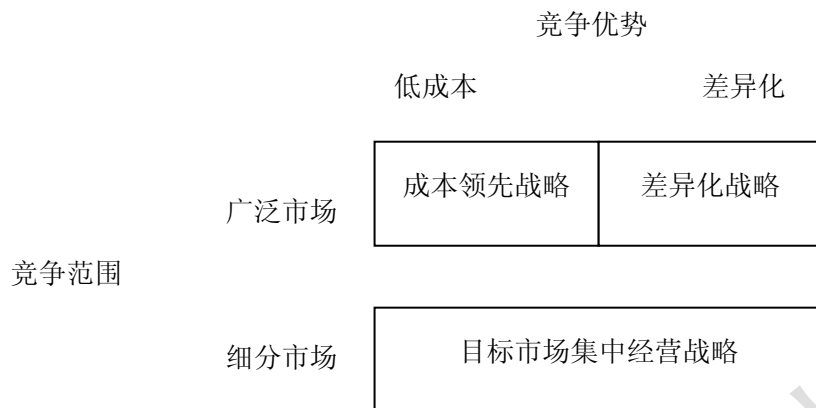 竞争优势
低成本 差异化
成本领先战略 差异化战略
广泛市场
竞争范围
目标市场集中经营战略
细分市场